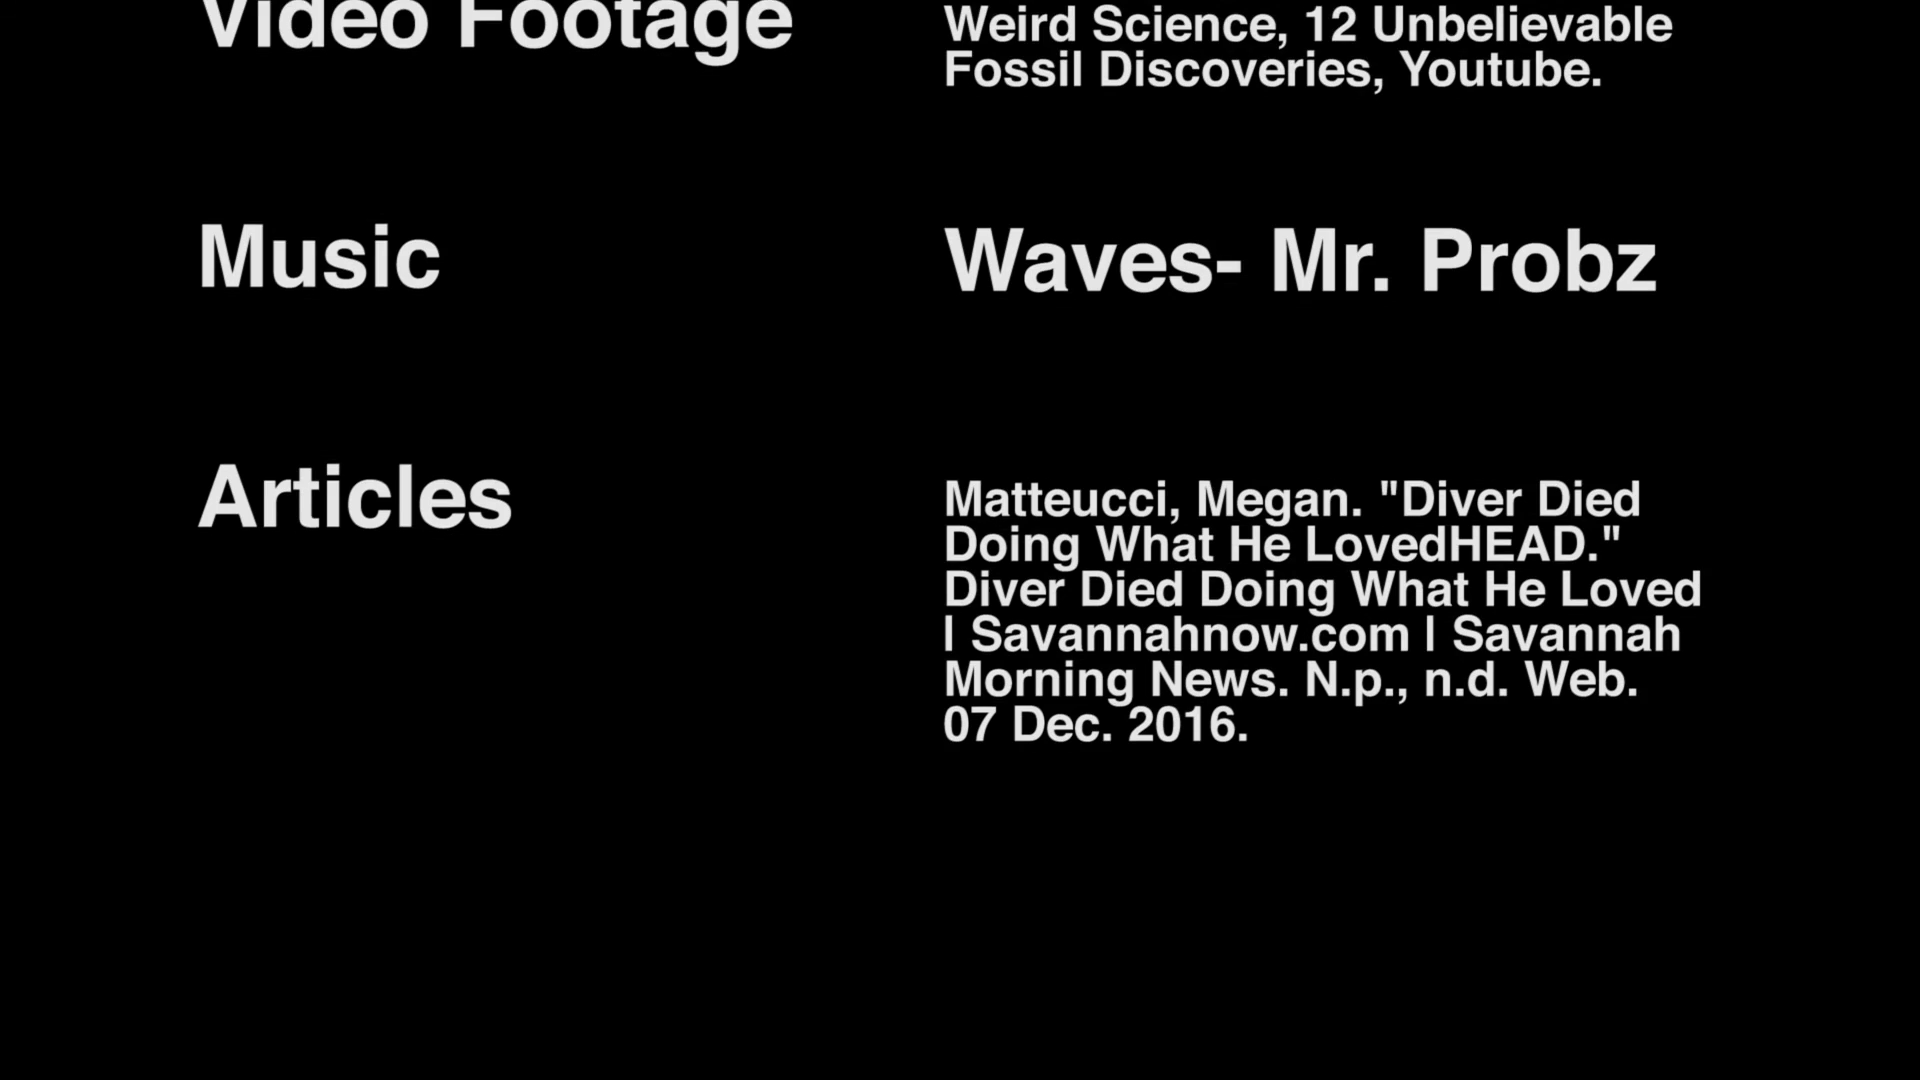 Video Footage
Weird Science, 12 Unbelievable
Fossil Discoveries, Youtube.
Music
Waves- Mr. Probz
Articles
Matteucci, Megan. "Diver Died
Doing What He LovedHEAD."
Diver Died Doing What He Loved
| Savannahnow.com | Savannah
Morning News. N.p., n.d. Web.
07 Dec. 2016.